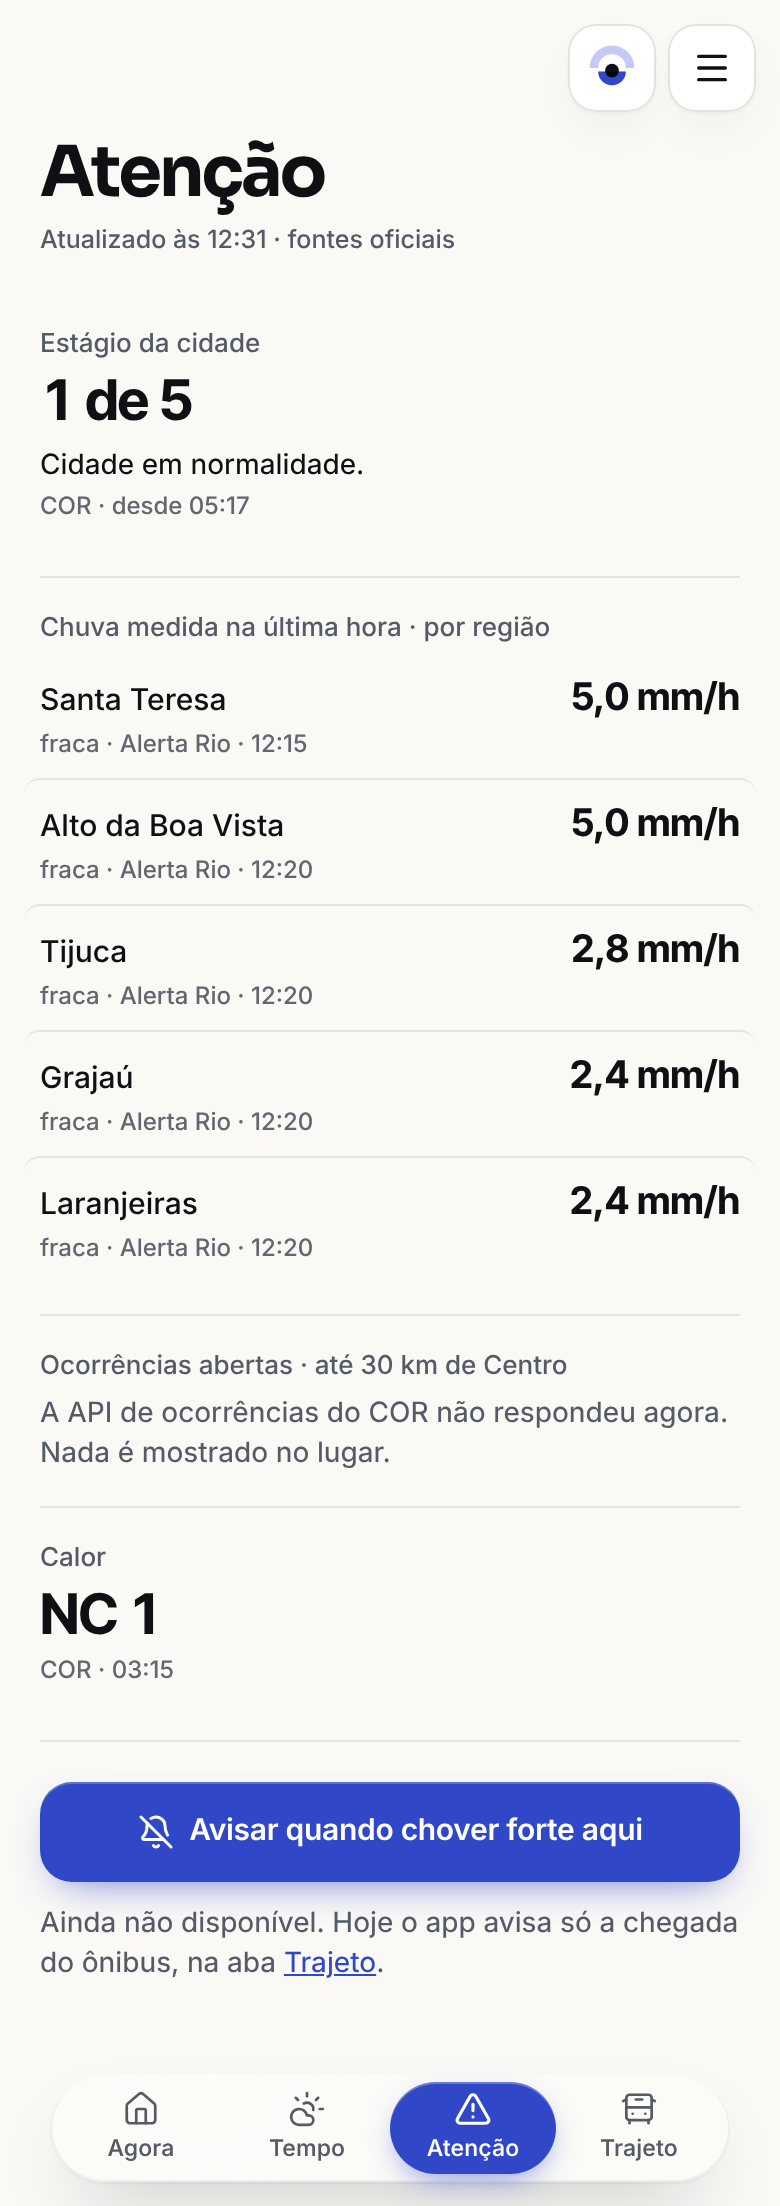 Atenção
Atualizado às 12:31 · fontes oficiais
Estágio da cidade
1 de 5
Cidade em normalidade.
COR · desde 05:17
Chuva medida na última hora · por região
Santa Teresa 5,0 mm/h
fraca · Alerta Rio · 12:15
Alto da Boa Vista 5,0 mm/h
fraca · Alerta Rio · 12:20
Tijuca 2,8 mm/h
fraca · Alerta Rio · 12:20
Grajaú 2,4 mm/h
fraca · Alerta Rio · 12:20
Laranjeiras 2,4 mm/h
fraca · Alerta Rio · 12:20
Ocorrências abertas · até 30 km de Centro
A API de ocorrências do COR não respondeu agora.
Nada é mostrado no lugar.
Calor
NC 1
COR · 03:15
Avisar quando chover forte aqui
Ainda não disponível. Hoje o app avisa só a chegada
do ônibus, na aba Trajeto.
Agora Tempo Atenção Trajeto